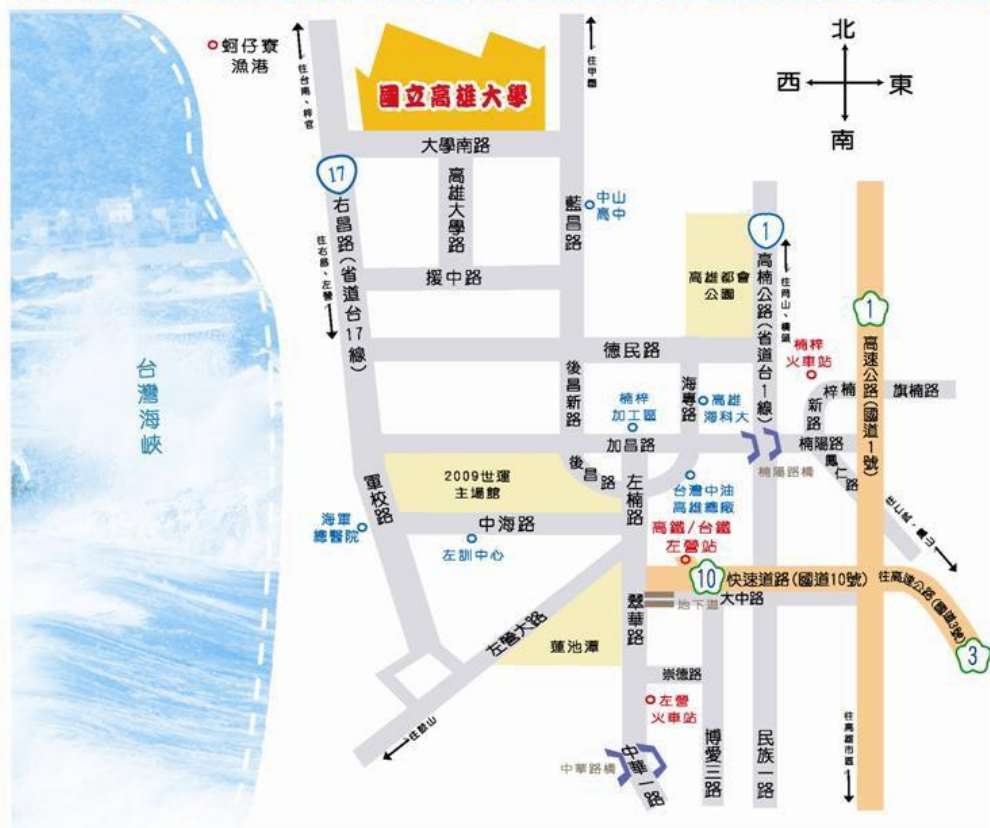 蚵仔寮
漁港
往台南、梓官
國立高雄大學
往甲圍
北
西
東
南
大學南路
17
右昌路(省道台17線)
往右昌、左營
高雄大學路
藍昌路
中山
高中
援中路
高雄都會
公園
1
高楠公路(省道台1線)
往岡山、橋頭
1
高速公路(國道1號)
德民路
楠梓
火車站
台灣海峽
後昌新路
楠梓
加工區
海專路
高雄
海科大
梓楠
新路
旗楠路
加昌路
楠陽路
楠陽路橋
鳳仁路
往仁武、鳳山
2009世運
主場館
後昌路
左楠路
台灣中油
高雄總廠
軍校路
海軍
總醫院
中海路
左訓中心
高鐵/台鐵
左營站
10
快速道路(國道10號)
往高速公路(國道3號)
3
地下道
大中路
翠華路
左營大路
蓮池潭
崇德路
左營
火車站
往鼓山
中華路橋
中華一路
博愛三路
民族一路
往高雄市區